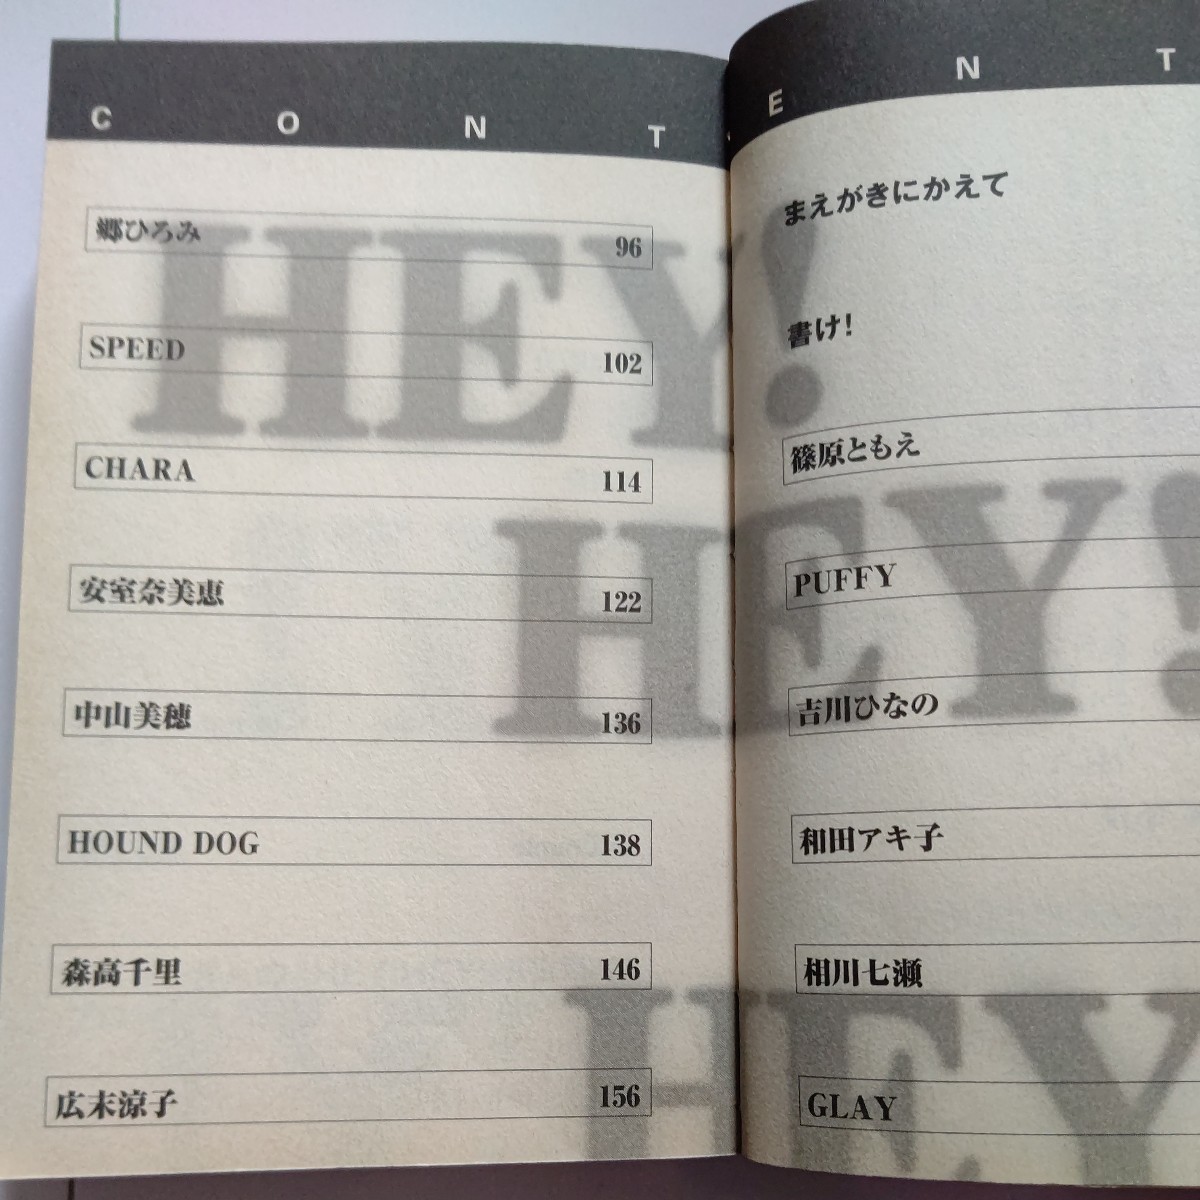 C O N T E N T
まえがきにかえて
書け!
篠原ともえ
PUFFY
吉川ひなの
和田アキ子
相川七瀬
GLAY
郷ひろみ 96
SPEED 102
CHARA 114
安室奈美恵 122
中山美穂 136
HOUND DOG 138
森高千里 146
広末涼子 156
HEY!
HEY!
HEY